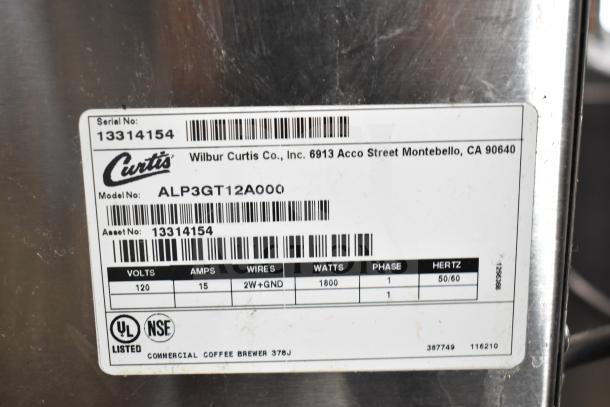 Serial No:
13314154
Curtis
Wilbur Curtis Co., Inc. 6913 Acco Street Montebello, CA 90640
Model No: ALP3GT12A000
Asset No: 13314154
VOLTS AMPS WIRES WATTS PHASE HERTZ
120 15 2W+GND 1800 1 50/60
1
UL NSE
LISTED
COMMERCIAL COFFEE BREWER 378J 387749 116210